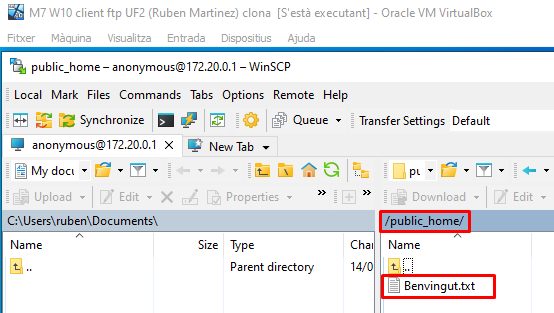 M7 W10 client ftp UF2 (Ruben Martinez) clona [S'està executant] - Oracle VM VirtualBox
Fitxer Màquina Visualitza Entrada Dispositius Ajuda
public_home – anonymous@172.20.0.1 – WinSCP
Local Mark Files Commands Tabs Options Remote Help
Synchronize Queue Transfer Settings Default
anonymous@172.20.0.1 New Tab
My docu pu
Upload Edit Properties » Download Edit
C:\Users\ruben\Documents\ /public_home/
Name Size Type Cha Name
.. Parent directory 14/0 ..
Benvingut.txt